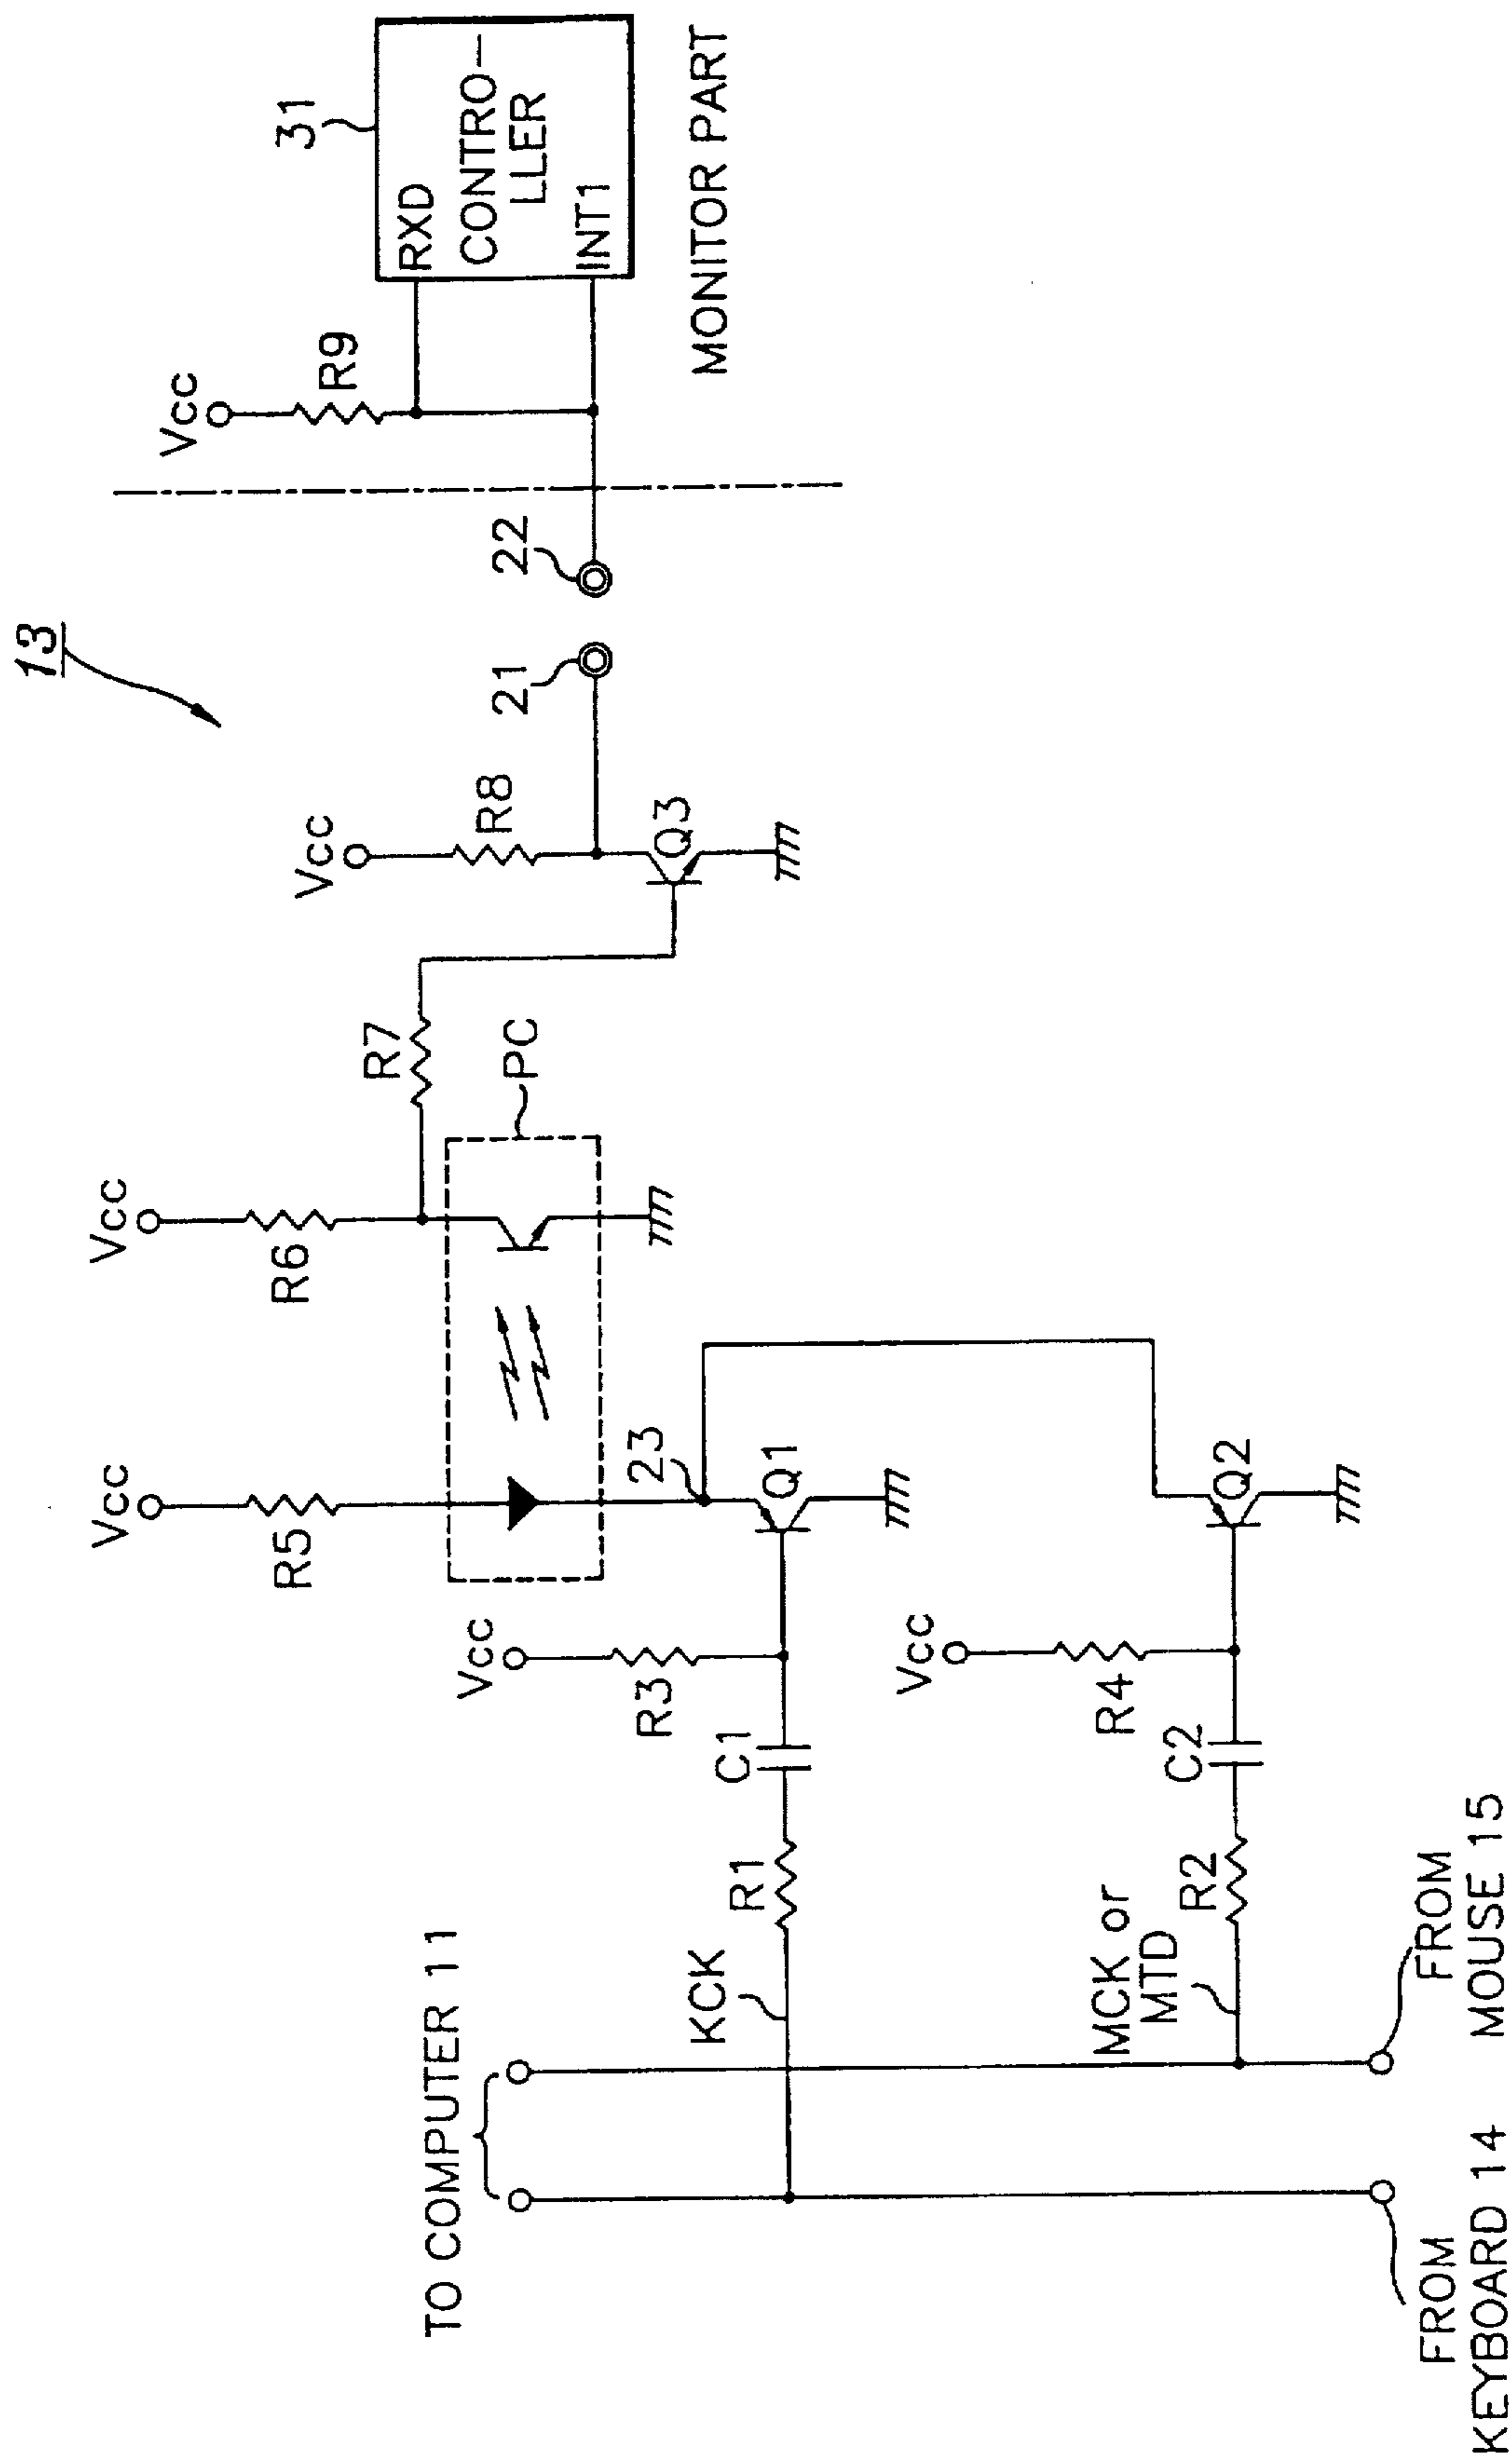 13
TO COMPUTER 11
KCK
R1
C1
R3
Vcc
MCK or
MTD
R2
C2
R4
Vcc
FROM
KEYBOARD 14
FROM
MOUSE 15
Vcc
R5
23
Q1
Q2
Vcc
R6
PC
R7
Vcc
R8
Q3
21
22
Vcc
R9
31
RXD
CONTRO-
LLER
INT1
MONITOR PART